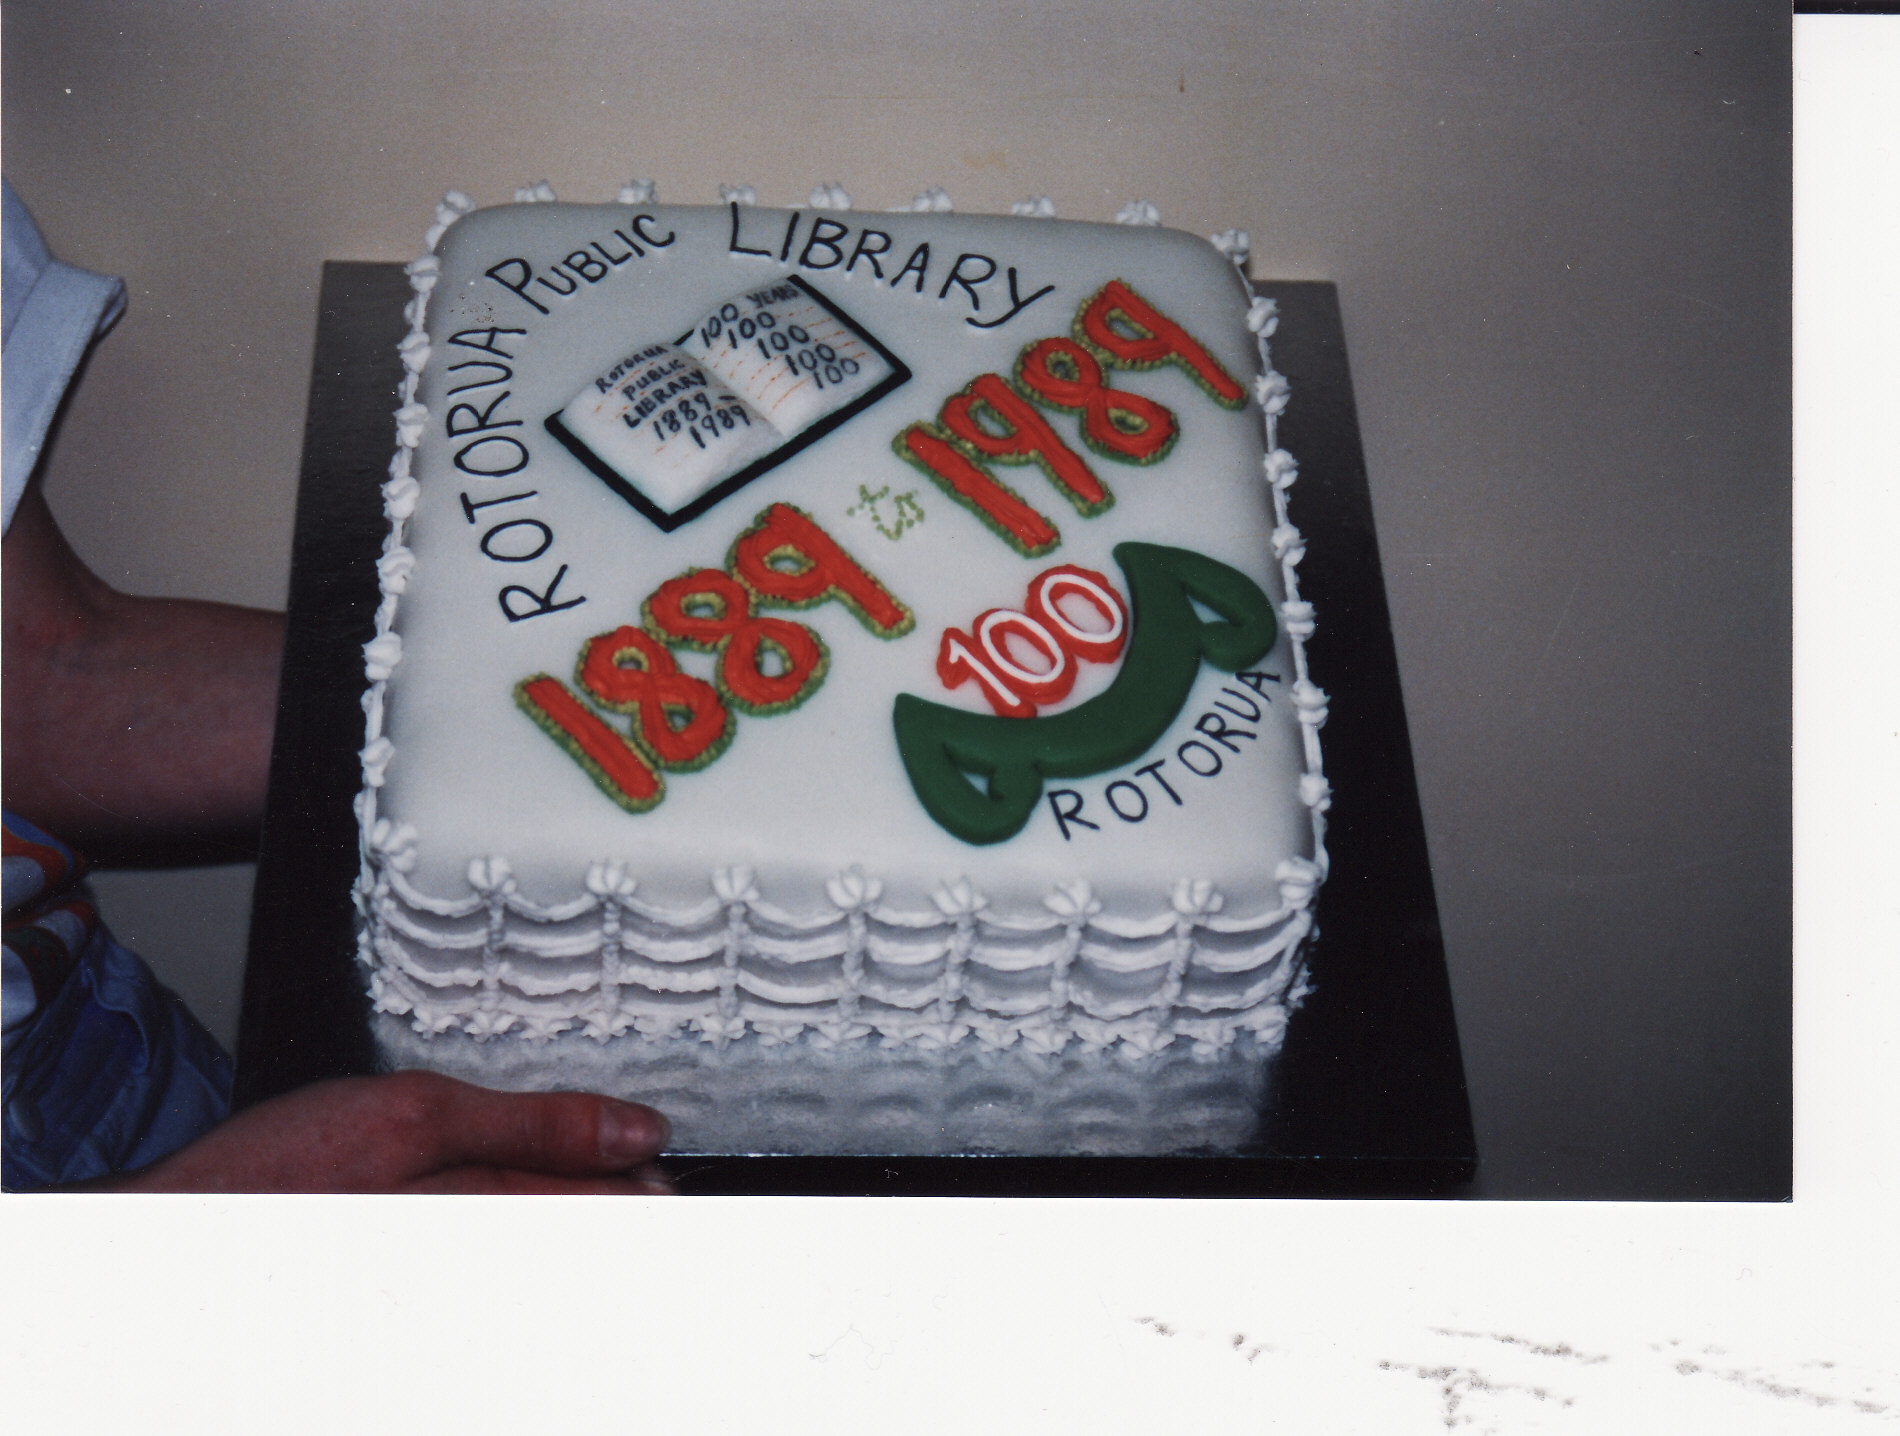 ROTORUA PUBLIC LIBRARY
ROTORUA
PUBLIC
LIBRARY
1889 -
1989
100 YEARS
100
100
100
100
1889 to 1989
100
ROTORUA